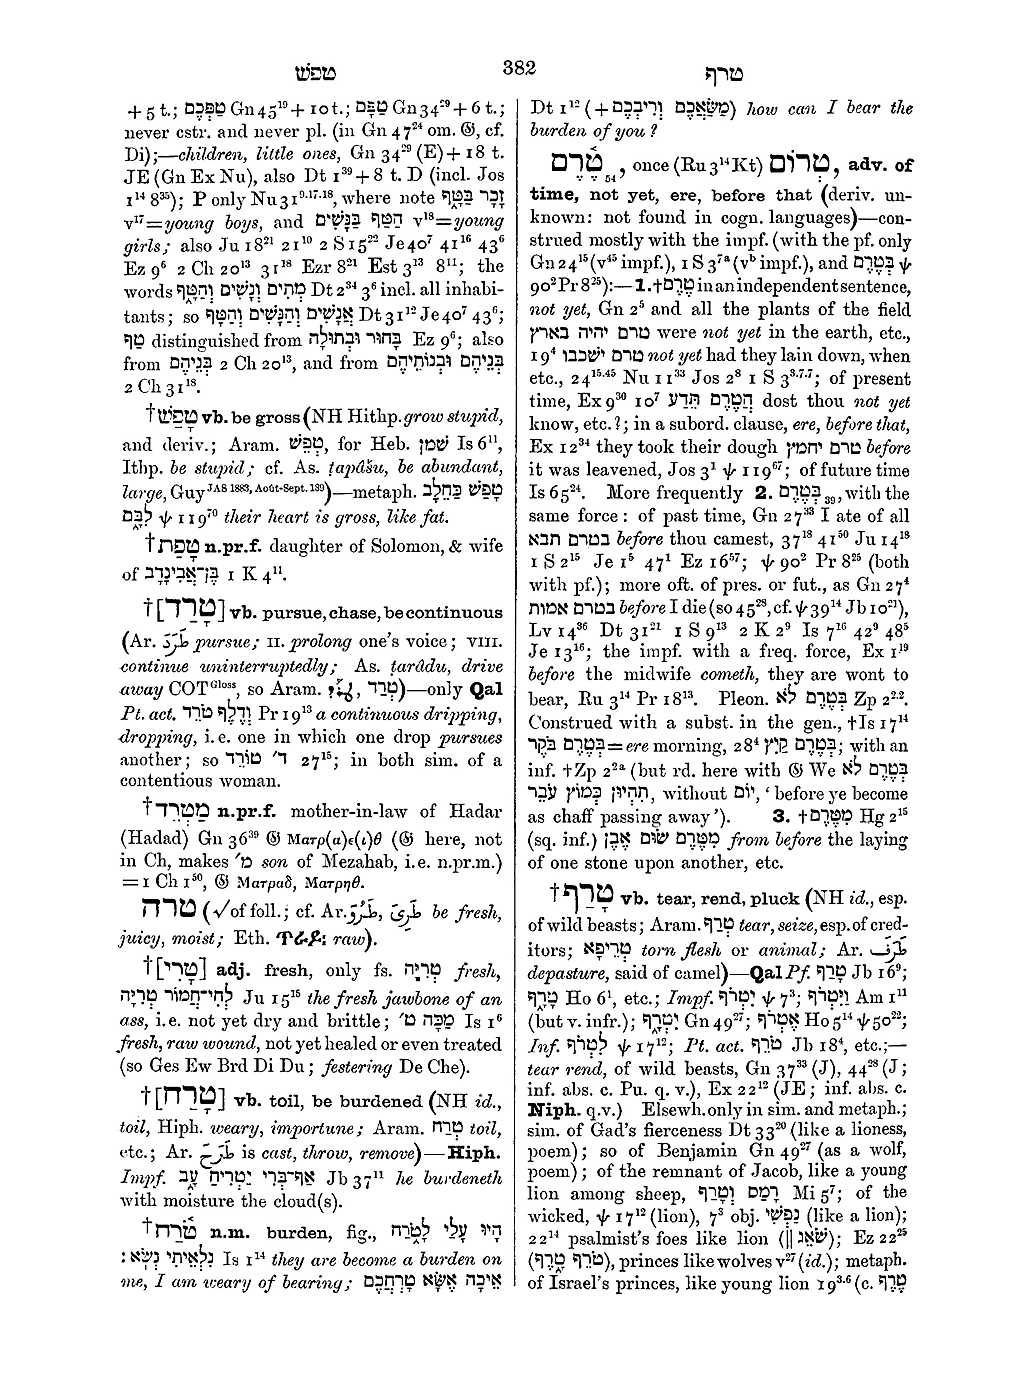 טפשׁ
382
טרף
+ 5 t.; טַפְּכֶם Gn 45¹⁹ + 10 t.; טַפָּם Gn 34²⁹ + 6 t.;
never cstr. and never pl. (in Gn 47²⁴ om. 𝔊, cf.
Di);—children, little ones, Gn 34²⁹ (E) + 18 t.
JE (Gn Ex Nu), also Dt 1³⁹ + 8 t. D (incl. Jos
1¹⁴ 8³⁵); P only Nu 31⁹·¹⁷·¹⁸, where note זָכָר בַּטָּף
v¹⁷ = young boys, and הַטַּף בַּנָּשִׁים v¹⁸ = young
girls; also Ju 18²¹ 21¹⁰ 2 S 15²² Je 40⁷ 41¹⁶ 43⁶
Ez 9⁶ 2 Ch 20¹³ 31¹⁸ Ezr 8²¹ Est 3¹³ 8¹¹; the
words מְתִים וְנָשִׁים וְהַטָּף Dt 2³⁴ 3⁶ incl. all inhabi-
tants; so אֲנָשִׁים וְהַנָּשִׁים וְהַטָּף Dt 31¹² Je 40⁷ 43⁶;
טַף distinguished from בָּחוּר וּבְתוּלָה Ez 9⁶; also
from בְּנֵיהֶם 2 Ch 20¹³, and from בְּנֵיהֶם וּבְנוֹתֵיהֶם
2 Ch 31¹⁸.
†טָפַשׁ vb. be gross (NH Hithp. grow stupid,
and deriv.; Aram. טְפֵשׁ, for Heb. שׁמן Is 6¹¹,
Ithp. be stupid; cf. As. ṭapâšu, be abundant,
large, Guy JAS 1883, Août-Sept. 189)—metaph. טָפַשׁ כַּחֵלֶב
לִבָּם ψ 119⁷⁰ their heart is gross, like fat.
†טָפַת n.pr.f. daughter of Solomon, & wife
of בֶּן־אֲבִינָדָב 1 K 4¹¹.
†[טָרַד] vb. pursue, chase, be continuous
(Ar. طَرَدَ pursue; II. prolong one's voice; VIII.
continue uninterruptedly; As. ṭarâdu, drive
away COT Gloss, so Aram. טְרַד)—only Qal
Pt. act. וְדֶלֶף טֹרֵד Pr 19¹³ a continuous dripping,
dropping, i. e. one in which one drop pursues
another; so ד׳ טוֹרֵד 27¹⁵; in both sim. of a
contentious woman.
†מַטְרֵד n.pr.f. mother-in-law of Hadar
(Hadad) Gn 36³⁹ 𝔊 Ματρ(α)ε(ι)θ (𝔊 here, not
in Ch, makes מ׳ son of Mezahab, i.e. n.pr.m.)
= 1 Ch 1⁵⁰, 𝔊 Ματραδ, Ματρηθ.
טרה (√of foll.; cf. Ar. طَرُؤَ, طَرِىَ be fresh,
juicy, moist; Eth. ጥሬይ፡ raw).
†[טָרִי] adj. fresh, only fs. טְרִיָּה fresh,
לְחִי־חֲמוֹר טְרִיָּה Ju 15¹⁵ the fresh jawbone of an
ass, i.e. not yet dry and brittle; מַכָּה ט׳ Is 1⁶
fresh, raw wound, not yet healed or even treated
(so Ges Ew Brd Di Du; festering De Che).
†[טָרַח] vb. toil, be burdened (NH id.,
toil, Hiph. weary, importune; Aram. טְרַח toil,
etc.; Ar. طَرَحَ is cast, throw, remove)—Hiph.
Impf. אַף־בְּרִי יַטְרִיחַ עָב Jb 37¹¹ he burdeneth
with moisture the cloud(s).
†טֹרַח n.m. burden, fig., הָיוּ עָלַי לָטֹרַח
נִלְאֵיתִי נְשֹׂא: Is 1¹⁴ they are become a burden on
me, I am weary of bearing; אֵיכָה אֶשָּׂא טָרְחֲכֶם
Dt 1¹² (+ מַשַּׂאֲכֶם וְרִיבְכֶם) how can I bear the
burden of you?
טֶ֫רֶם₅₄, once (Ru 3¹⁴ Kt) טְרוֹם, adv. of
time, not yet, ere, before that (deriv. un-
known: not found in cogn. languages)—con-
strued mostly with the impf. (with the pf. only
Gn 24¹⁵ (v⁴⁵ impf.), 1 S 3⁷ᵃ (vᵇ impf.), and בְּטֶרֶם ψ
90² Pr 8²⁵):—1. †טֶרֶם in an independent sentence,
not yet, Gn 2⁵ and all the plants of the field
טרם יהיה בארץ were not yet in the earth, etc.,
19⁴ טרם ישכבו not yet had they lain down, when
etc., 24¹⁵·⁴⁵ Nu 11³³ Jos 2⁸ 1 S 3³·⁷·⁷; of present
time, Ex 9³⁰ 10⁷ הֲטֶרֶם תֵּדַע dost thou not yet
know, etc.?; in a subord. clause, ere, before that,
Ex 12³⁴ they took their dough טרם יחמץ before
it was leavened, Jos 3¹ ψ 119⁶⁷; of future time
Is 65²⁴. More frequently 2. בְּטֶרֶם₃₉, with the
same force: of past time, Gn 27³³ I ate of all
בטרם תבא before thou camest, 37¹⁸ 41⁵⁰ Ju 14¹⁸
1 S 2¹⁵ Je 1⁵ 47¹ Ez 16⁵⁷; ψ 90² Pr 8²⁵ (both
with pf.); more oft. of pres. or fut., as Gn 27⁴
בטרם אמות before I die (so 45²⁸, cf. ψ 39¹⁴ Jb 10²¹),
Lv 14³⁶ Dt 31²¹ 1 S 9¹³ 2 K 2⁹ Is 7¹⁶ 42⁹ 48⁵
Je 13¹⁶; the impf. with a freq. force, Ex 1¹⁹
before the midwife cometh, they are wont to
bear, Ru 3¹⁴ Pr 18¹³. Pleon. בְּטֶרֶם לֹא Zp 2²·².
Construed with a subst. in the gen., †Is 17¹⁴
בְּטֶרֶם בֹּקֶר = ere morning, 28⁴ בְּטֶרֶם קַיִץ; with an
inf. †Zp 2²ᵃ (but rd. here with 𝔊 We בְּטֶרֶם לֹא
תִהְיוּן כְּמוֹץ עֹבֵר, without יוֹם, 'before ye become
as chaff passing away'). 3. †מִטֶּרֶם Hg 2¹⁵
(sq. inf.) מִטֶּרֶם שׂוּם אֶבֶן from before the laying
of one stone upon another, etc.
†טָרַף vb. tear, rend, pluck (NH id., esp.
of wild beasts; Aram. טְרַף tear, seize, esp. of cred-
itors; טְרֵיפָא torn flesh or animal; Ar. طَرَفَ
depasture, said of camel)—Qal Pf. טָרַף Jb 16⁹;
טָרָף Ho 6¹, etc.; Impf. יִטְרֹף ψ 7³; וַיִּטְרֹף Am 1¹¹
(but v. infr.); יִטְרָף Gn 49²⁷; אֶטְרֹף Ho 5¹⁴ ψ 50²²;
Inf. לִטְרֹף ψ 17¹²; Pt. act. טֹרֵף Jb 18⁴, etc.;—
tear rend, of wild beasts, Gn 37³³ (J), 44²⁸ (J;
inf. abs. c. Pu. q. v.), Ex 22¹² (JE; inf. abs. c.
Niph. q.v.) Elsewh. only in sim. and metaph.;
sim. of Gad's fierceness Dt 33²⁰ (like a lioness,
poem); so of Benjamin Gn 49²⁷ (as a wolf,
poem); of the remnant of Jacob, like a young
lion among sheep, רָמַס וְטָרַף Mi 5⁷; of the
wicked, ψ 17¹² (lion), 7³ obj. נַפְשִׁי (like a lion);
22¹⁴ psalmist's foes like lion (|| שֹׁאֵג); Ez 22²⁵
(טֹרֵף טָרֶף), princes like wolves v²⁷ (id.); metaph.
of Israel's princes, like young lion 19³·⁶ (c. טֶרֶף